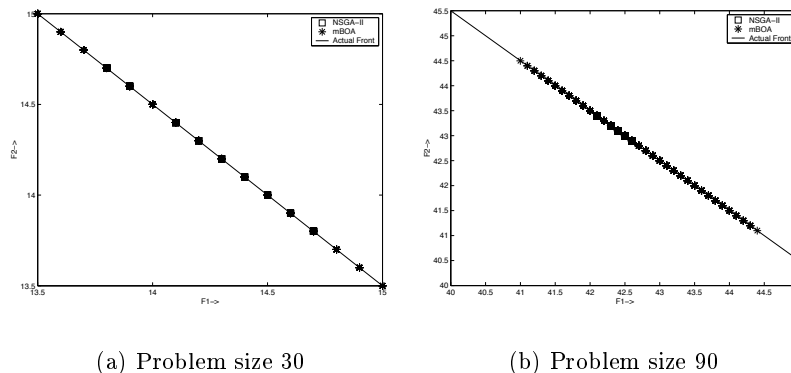 15
14.5
14
13.5
13.5
14
14.5
15
F1->
F2->
NSGA-II
mBOA
Actual Front
(a) Problem size 30
45.5
45
44.5
44
43.5
43
42.5
42
41.5
41
40.5
40
40
40.5
41
41.5
42
42.5
43
43.5
44
44.5
F1->
F2->
NSGA-II
mBOA
Actual Front
(b) Problem size 90